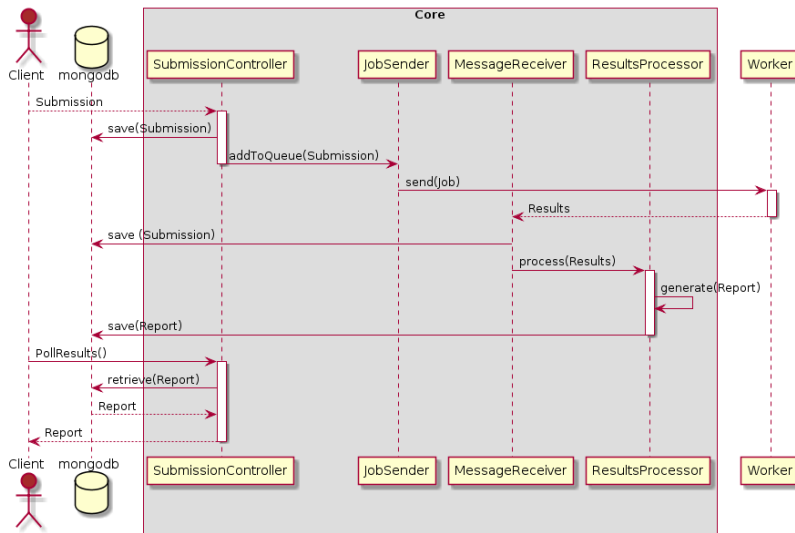 Core
Client
mongodb
SubmissionController
JobSender
MessageReceiver
ResultsProcessor
Worker
Submission
save(Submission)
addToQueue(Submission)
send(Job)
Results
save (Submission)
process(Results)
generate(Report)
save(Report)
PollResults()
retrieve(Report)
Report
Report
Client
mongodb
SubmissionController
JobSender
MessageReceiver
ResultsProcessor
Worker